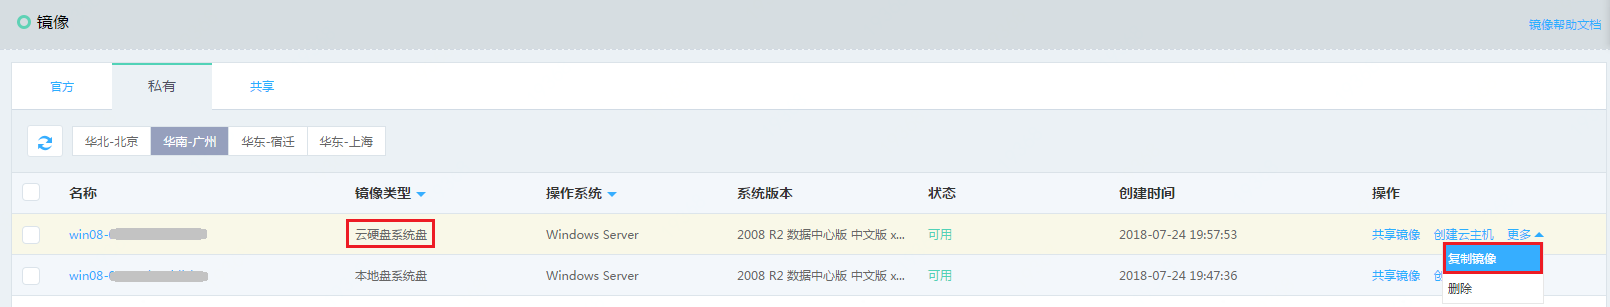 镜像
镜像帮助文档
官方 私有 共享
华北-北京 华南-广州 华东-宿迁 华东-上海
名称 镜像类型 操作系统 系统版本 状态 创建时间 操作
win08- 云硬盘系统盘 Windows Server 2008 R2 数据中心版 中文版 x... 可用 2018-07-24 19:57:53 共享镜像 创建云主机 更多
复制镜像
win08- 本地盘系统盘 Windows Server 2008 R2 数据中心版 中文版 x... 可用 2018-07-24 19:47:36 共享镜像
删除